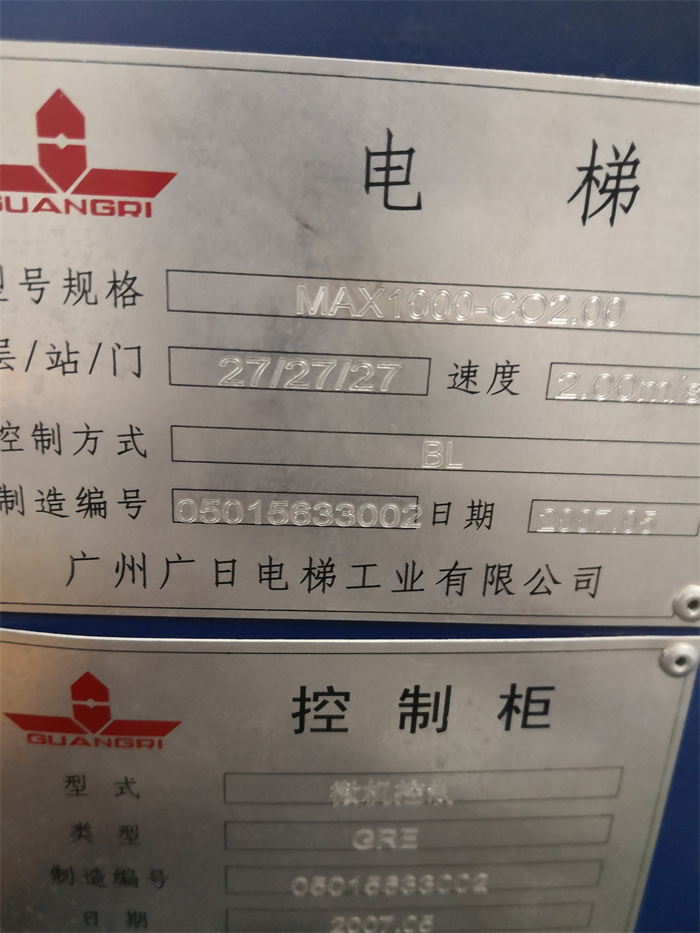 GUANGRI
电梯
型号规格 MAX1000-CO2.00
层/站/门 27/27/27 速度 2.00m/s
控制方式 BL
制造编号 05015633002 日期 2007.05
广州广日电梯工业有限公司
GUANGRI
控制柜
型式 微机控制
类型 GRE
制造编号 05015633002
日期 2007.05